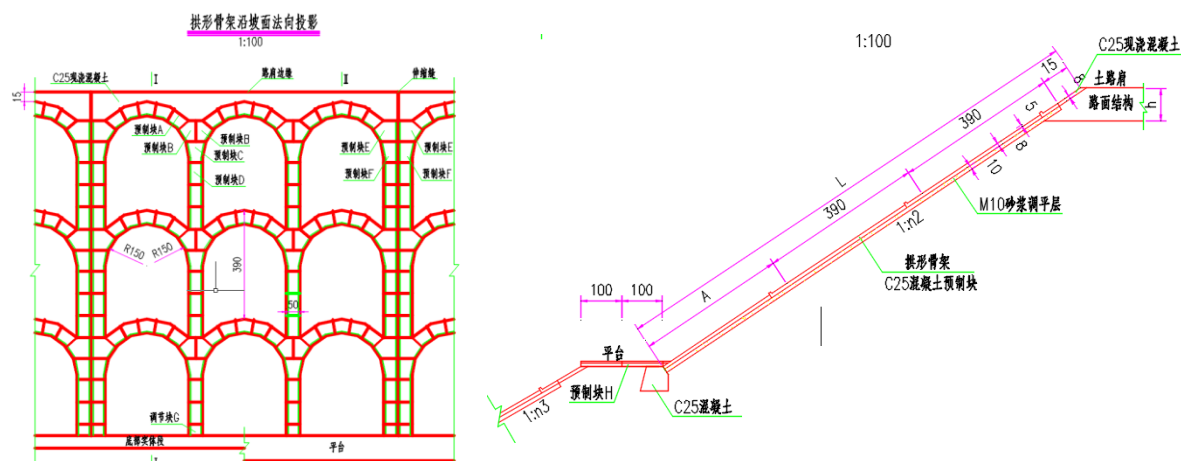 拱形骨架沿坡面法向投影
1:100
C25现浇混凝土
I
路肩边缘
II
伸缩缝
15
预制块A
预制块B
预制块B
预制块C
预制块D
预制块E
预制块E
预制块F
预制块F
R150
R150
390
50
调节块G
底部实体段
平台
1:100
C25现浇混凝土
15
8
土路肩
路面结构
h
390
5
8
10
L
390
M10砂浆调平层
1:n2
拱形骨架
C25混凝土预制块
A
100
100
平台
预制块H
C25混凝土
1:n3